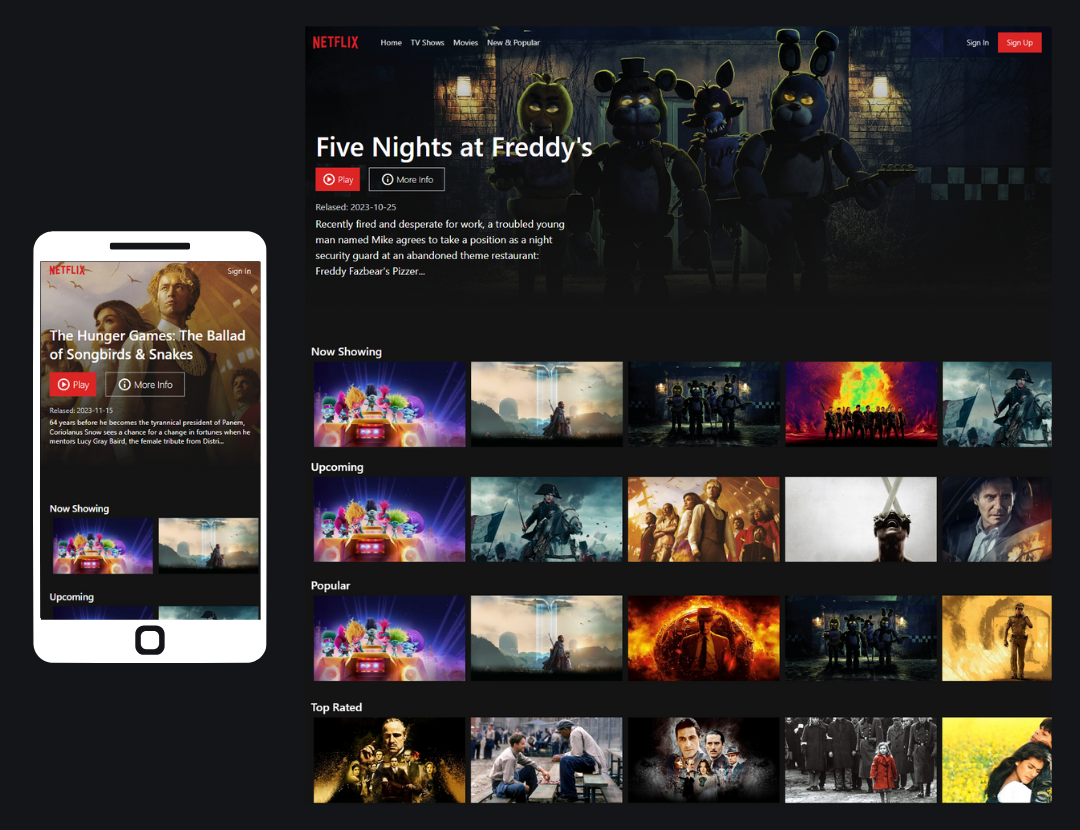 NETFLIX
Home TV Shows Movies New & Popular
Sign In Sign Up
Five Nights at Freddy's
Play More Info
Relased: 2023-10-25
Recently fired and desperate for work, a troubled young
man named Mike agrees to take a position as a night
security guard at an abandoned theme restaurant:
Freddy Fazbear's Pizzer...
Now Showing
Upcoming
Popular
Top Rated
NETFLIX
Sign In
The Hunger Games: The Ballad
of Songbirds & Snakes
Play More Info
Relased: 2023-11-15
64 years before he becomes the tyrannical president of Panem,
Coriolanus Snow sees a chance for a change in fortunes when he
mentors Lucy Gray Baird, the female tribute from Distri...
Now Showing
Upcoming